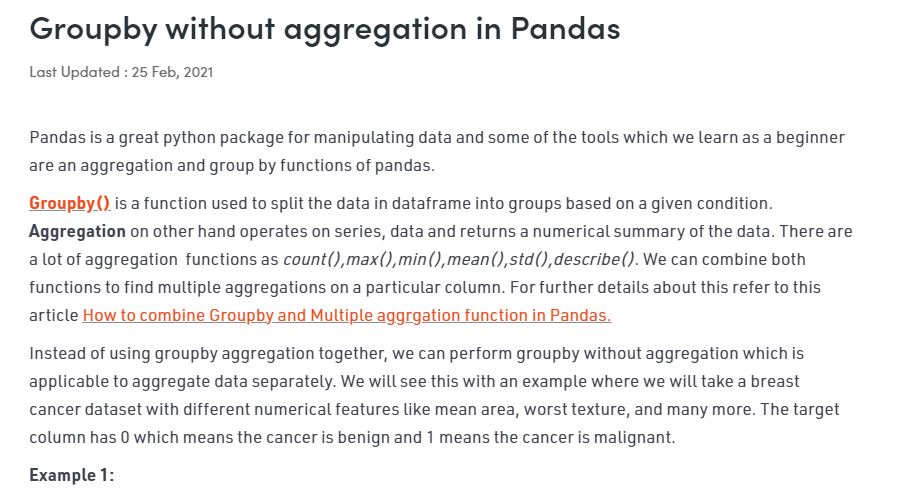 Groupby without aggregation in Pandas
Last Updated : 25 Feb, 2021
Pandas is a great python package for manipulating data and some of the tools which we learn as a beginner
are an aggregation and group by functions of pandas.
Groupby() is a function used to split the data in dataframe into groups based on a given condition.
Aggregation on other hand operates on series, data and returns a numerical summary of the data. There are
a lot of aggregation  functions as count(),max(),min(),mean(),std(),describe(). We can combine both
functions to find multiple aggregations on a particular column. For further details about this refer to this
article How to combine Groupby and Multiple aggrgation function in Pandas.
Instead of using groupby aggregation together, we can perform groupby without aggregation which is
applicable to aggregate data separately. We will see this with an example where we will take a breast
cancer dataset with different numerical features like mean area, worst texture, and many more. The target
column has 0 which means the cancer is benign and 1 means the cancer is malignant.
Example 1: